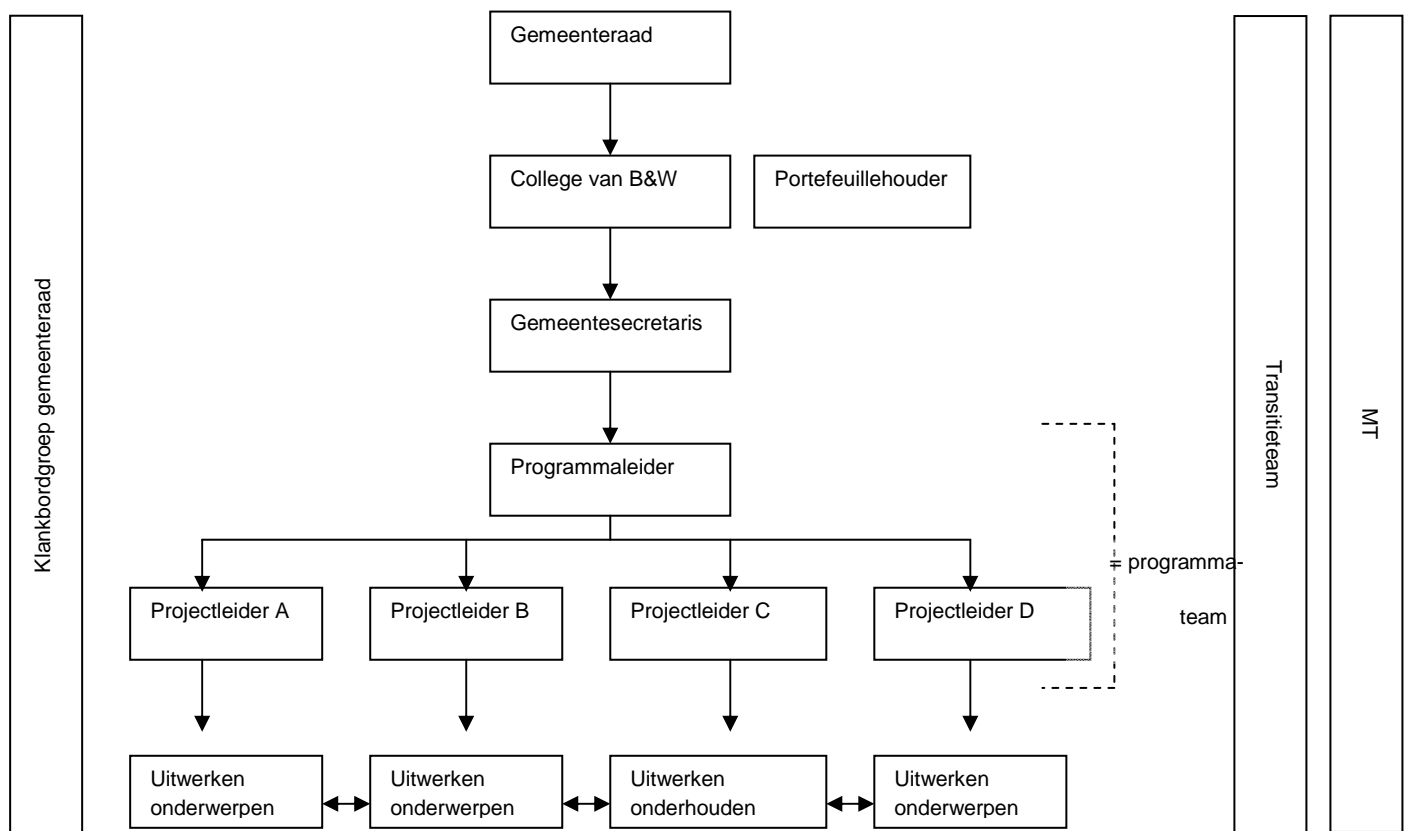 Gemeenteraad
College van B&W
Portefeuillehouder
Gemeentesecretaris
Programmaleider
Projectleider A
Projectleider B
Projectleider C
Projectleider D
Uitwerken
onderwerpen
Uitwerken
onderwerpen
Uitwerken
onderhouden
Uitwerken
onderwerpen
= programma-
team
Klankbordgroep gemeenteraad
Transitieteam
MT